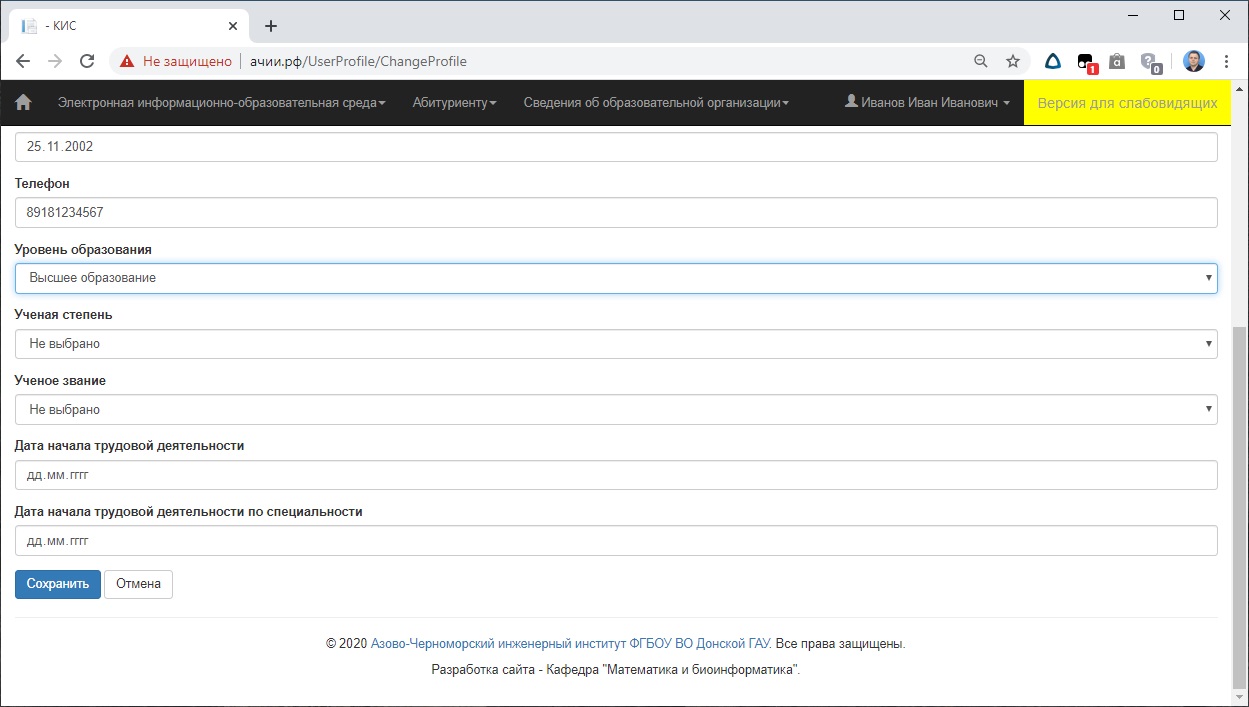 - КИС
Не защищено
ачии.рф/UserProfile/ChangeProfile
1
a
0
Электронная информационно-образовательная среда
Абитуриенту
Сведения об образовательной организации
Иванов Иван Иванович
Версия для слабовидящих
25.11.2002
Телефон
89181234567
Уровень образования
Высшее образование
Ученая степень
Не выбрано
Ученое звание
Не выбрано
Дата начала трудовой деятельности
дд.мм.гггг
Дата начала трудовой деятельности по специальности
дд.мм.гггг
Сохранить
Отмена
© 2020 Азово-Черноморский инженерный институт ФГБОУ ВО Донской ГАУ. Все права защищены.
Разработка сайта - Кафедра "Математика и биоинформатика".